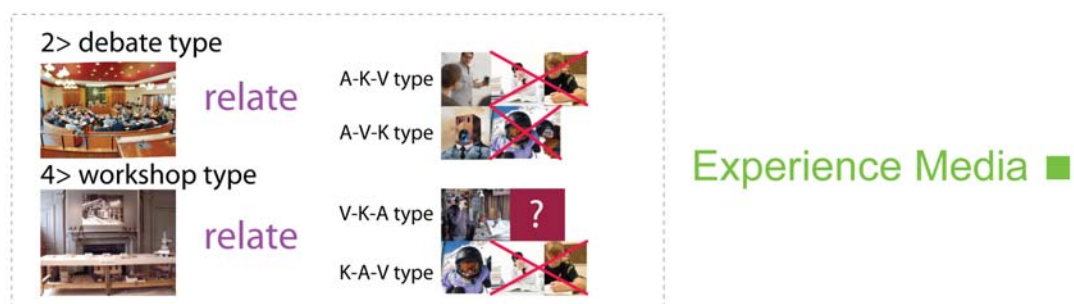 2> debate type
relate
A-K-V type
A-V-K type
4> workshop type
relate
V-K-A type
?
K-A-V type
Experience Media